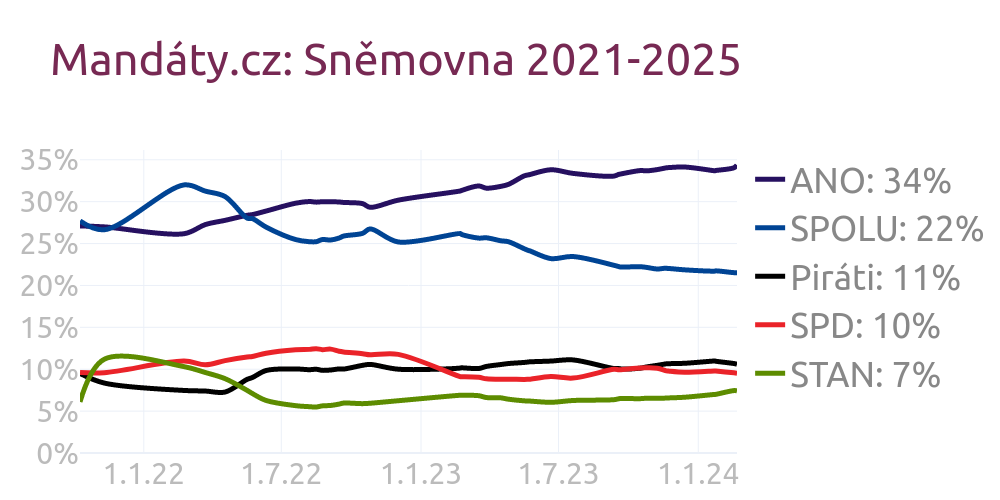 Mandáty.cz: Sněmovna 2021-2025
35%
30%
25%
20%
15%
10%
5%
0%
1.1.22 1.7.22 1.1.23 1.7.23 1.1.24
ANO: 34%
SPOLU: 22%
Piráti: 11%
SPD: 10%
STAN: 7%